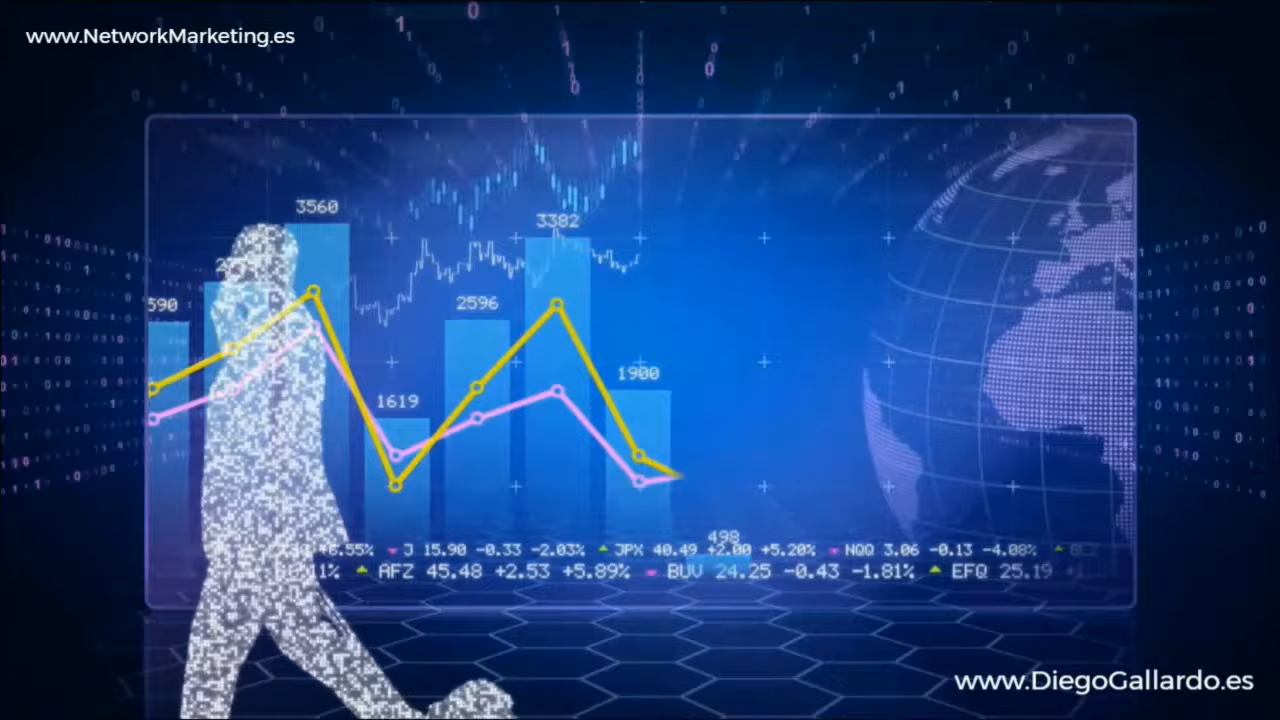 www.NetworkMarketing.es
3560
3382
590
2596
1900
1619
498
+6.55% J 15.90 -0.33 -2.03% JPX 40.49 +2.00 +5.20% NQQ 3.06 -0.13 -4.08%
AFZ 45.48 +2.53 +5.89% BUV 24.25 -0.43 -1.81% EFQ 25.19
www.DiegoGallardo.es